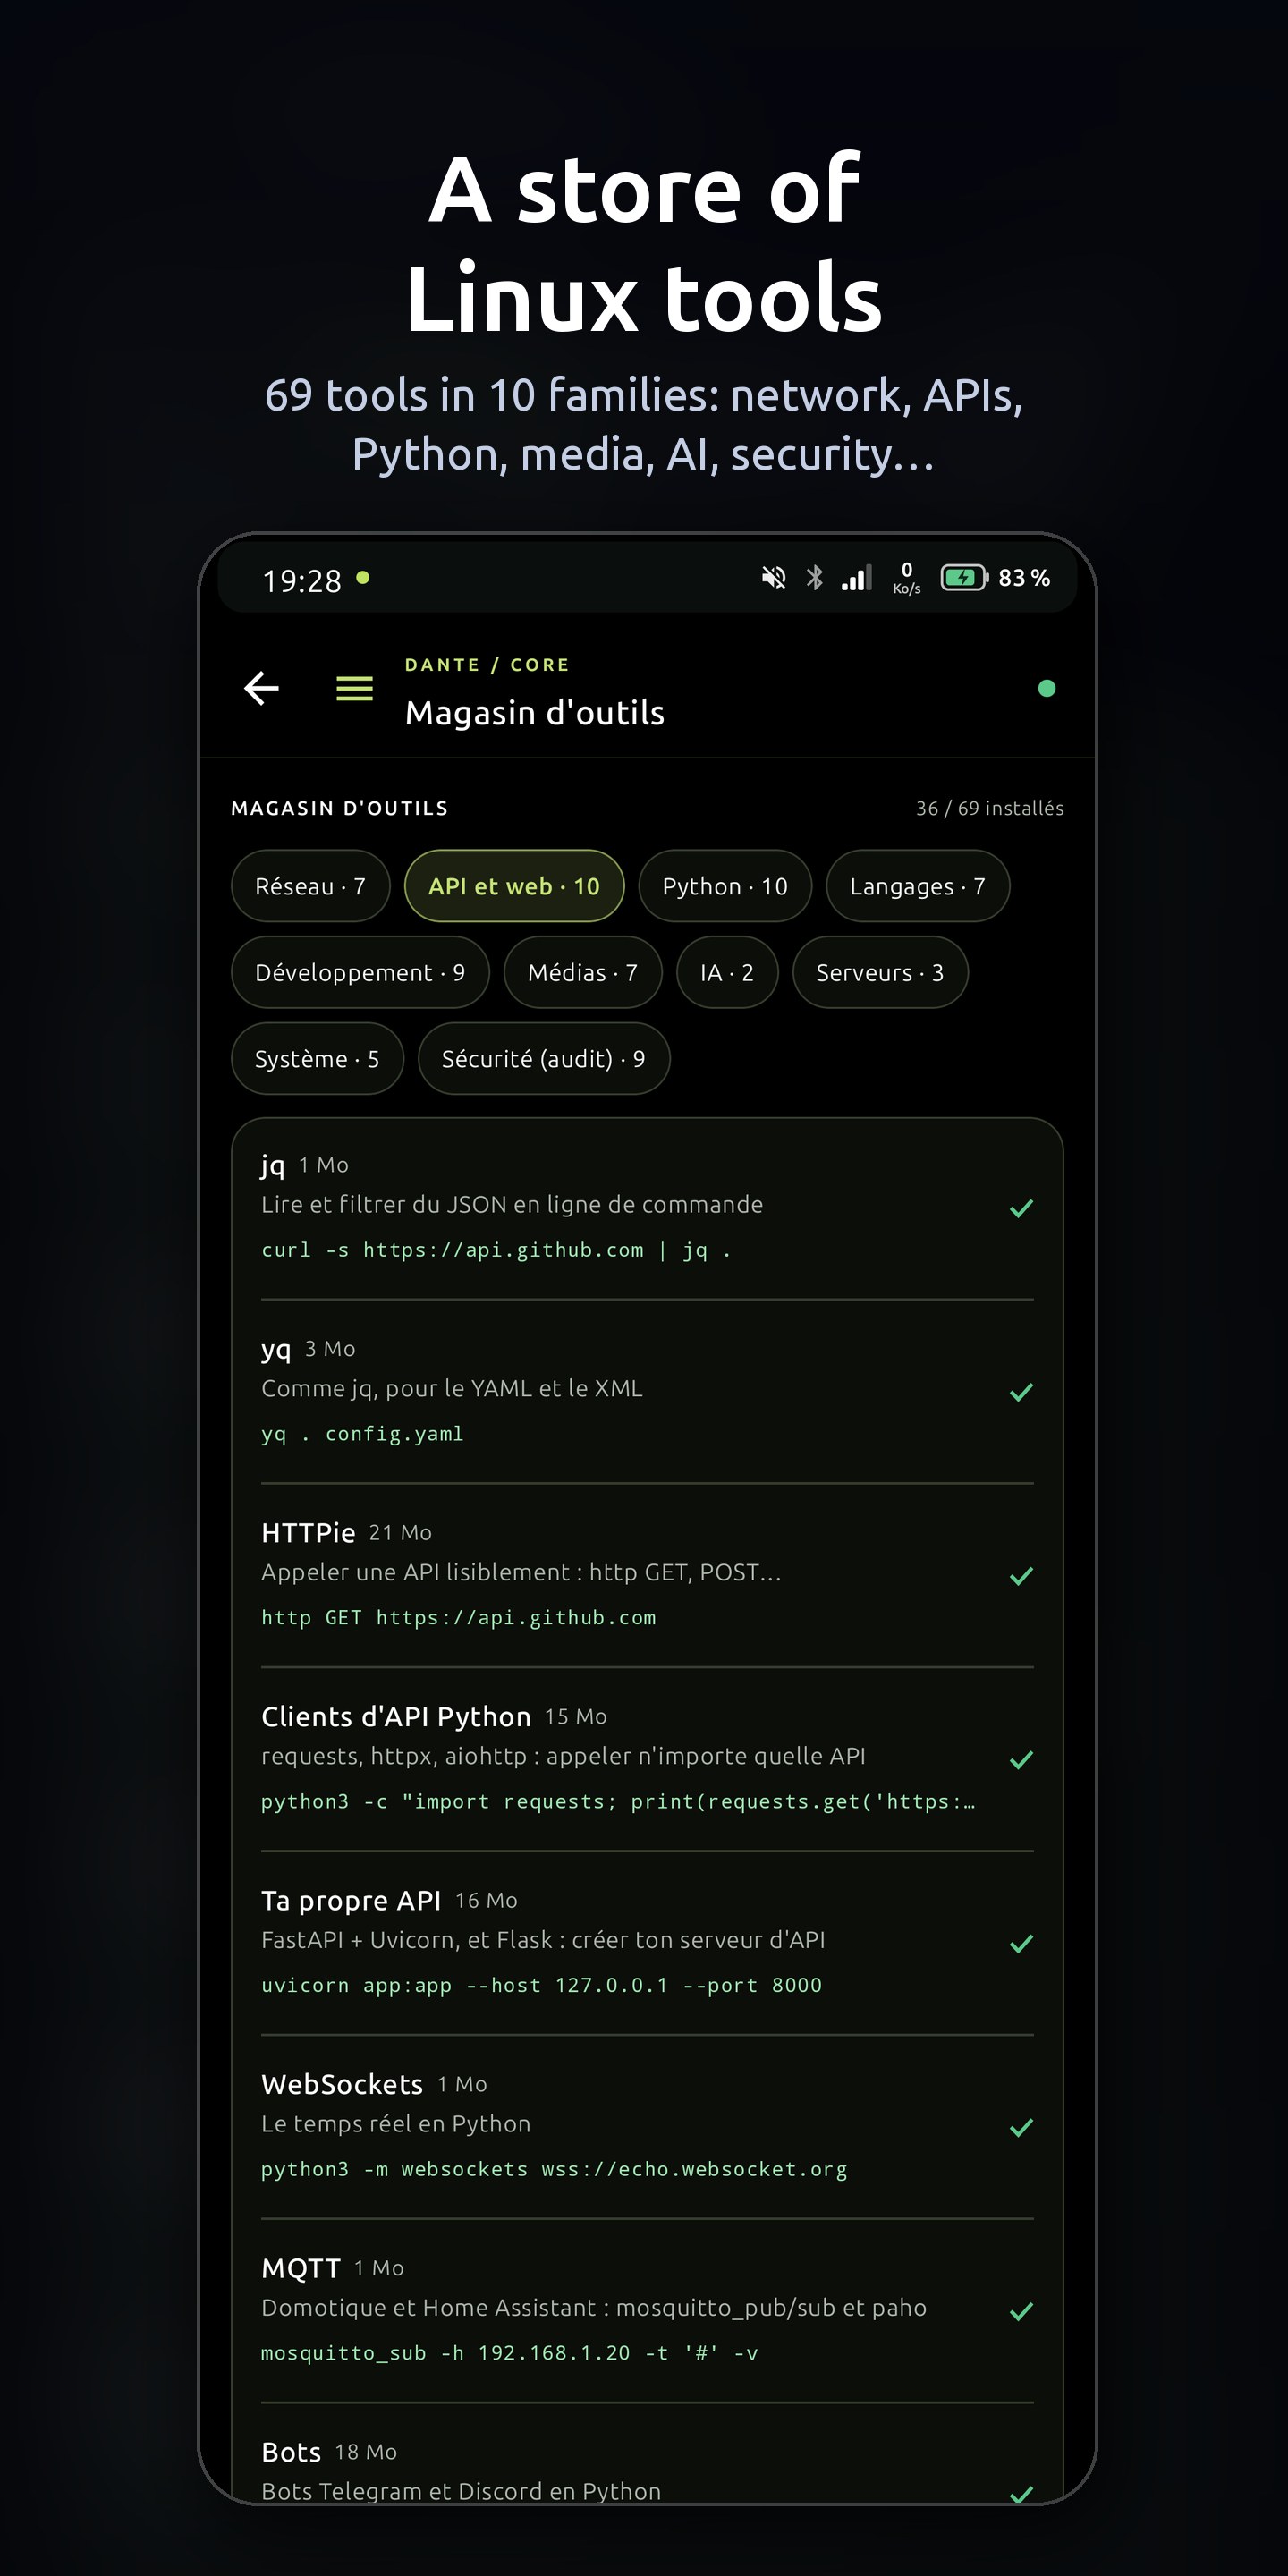 A store of
Linux tools
69 tools in 10 families: network, APIs,
Python, media, AI, security...
19:28 0 Ko/s 83 %
DANTE / CORE
Magasin d'outils
MAGASIN D'OUTILS 36 / 69 installés
Réseau · 7 API et web · 10 Python · 10 Langages · 7
Développement · 9 Médias · 7 IA · 2 Serveurs · 3
Système · 5 Sécurité (audit) · 9
jq 1 Mo
Lire et filtrer du JSON en ligne de commande
curl -s https://api.github.com | jq .
yq 3 Mo
Comme jq, pour le YAML et le XML
yq . config.yaml
HTTPie 21 Mo
Appeler une API lisiblement : http GET, POST…
http GET https://api.github.com
Clients d'API Python 15 Mo
requests, httpx, aiohttp : appeler n'importe quelle API
python3 -c "import requests; print(requests.get('https:…
Ta propre API 16 Mo
FastAPI + Uvicorn, et Flask : créer ton serveur d'API
uvicorn app:app --host 127.0.0.1 --port 8000
WebSockets 1 Mo
Le temps réel en Python
python3 -m websockets wss://echo.websocket.org
MQTT 1 Mo
Domotique et Home Assistant : mosquitto_pub/sub et paho
mosquitto_sub -h 192.168.1.20 -t '#' -v
Bots 18 Mo
Bots Telegram et Discord en Python